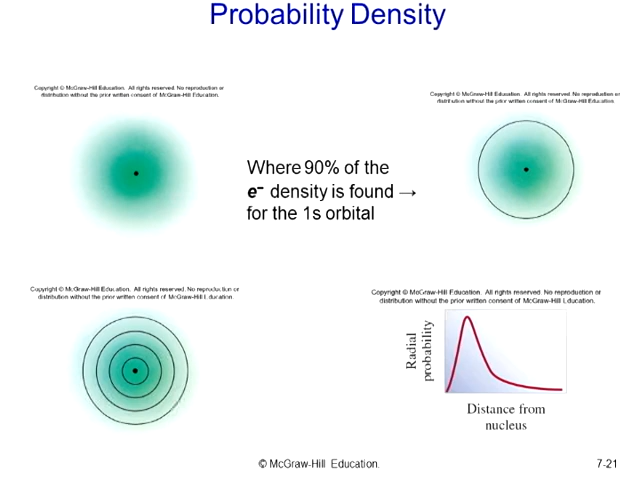 Probability Density
Copyright © McGraw-Hill Education. All rights reserved. No reproduction or
distribution without the prior written consent of McGraw-Hill Education.
Copyright © McGraw-Hill Education. All rights reserved. No reproduction or
distribution without the prior written consent of McGraw-Hill Education.
Where 90% of the
e− density is found →
for the 1s orbital
Copyright © McGraw-Hill Education. All rights reserved. No reproduction or
distribution without the prior written consent of McGraw-Hill Education.
Copyright © McGraw-Hill Education. All rights reserved. No reproduction or
distribution without the prior written consent of McGraw-Hill Education.
Radial
probability
Distance from
nucleus
© McGraw-Hill Education.
7-21